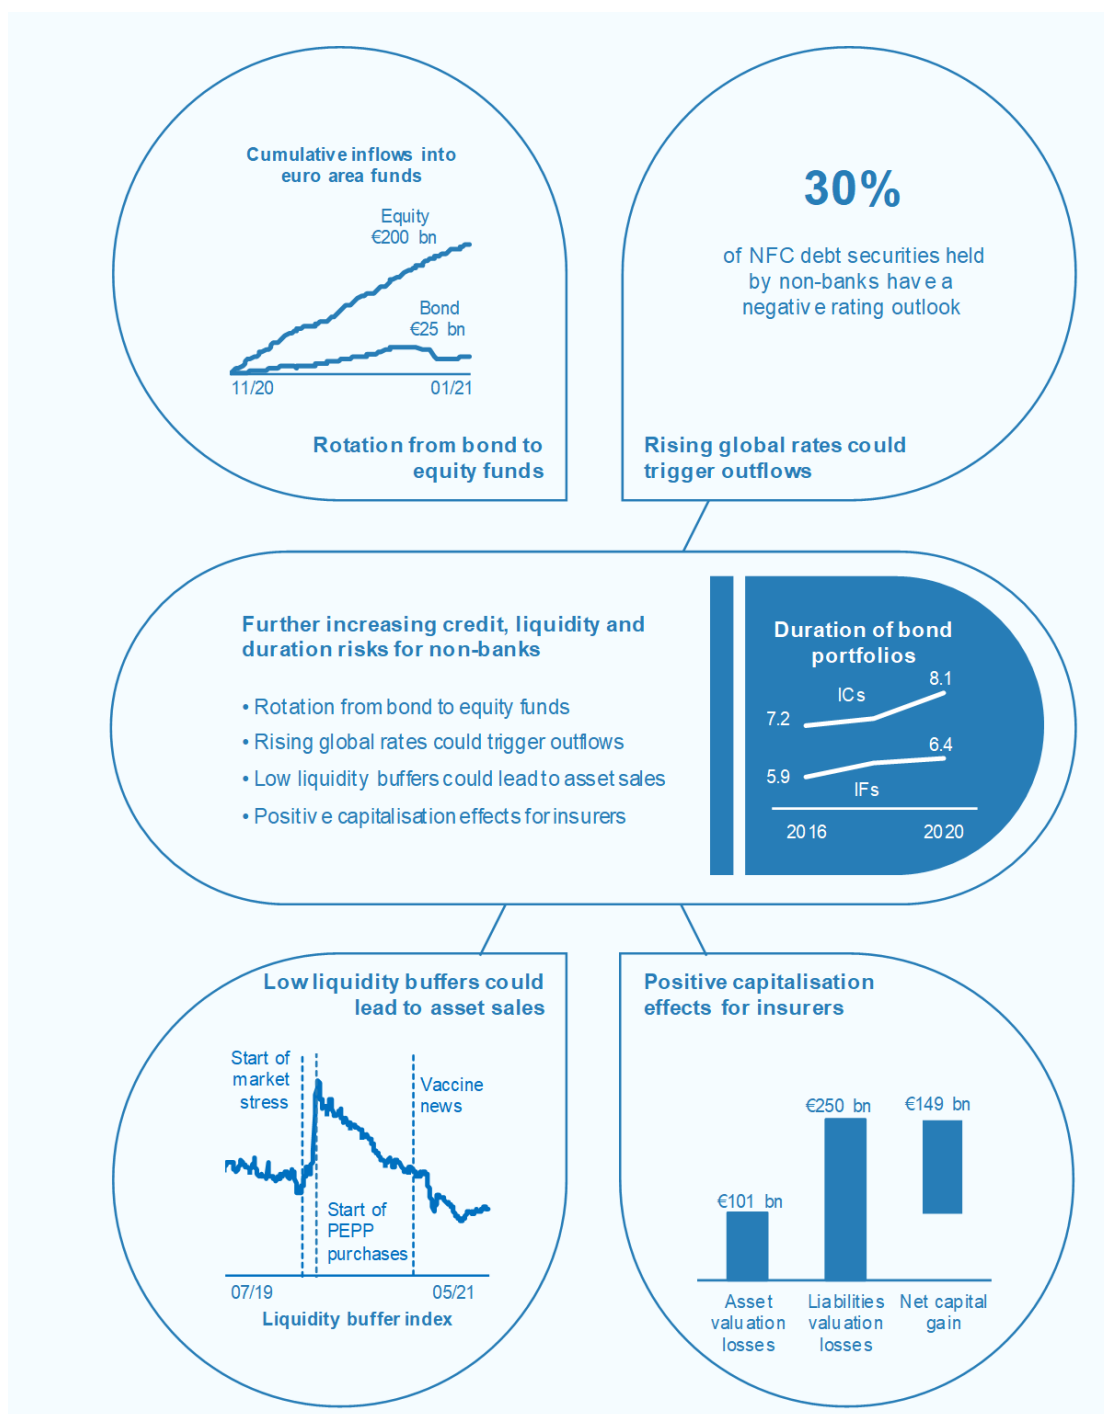 Cumulative inflows into
euro area funds
Equity
€200 bn
Bond
€25 bn
11/20
01/21
Rotation from bond to
equity funds
30%
of NFC debt securities held
by non-banks have a
negative rating outlook
Rising global rates could
trigger outflows
Further increasing credit, liquidity and
duration risks for non-banks
• Rotation from bond to equity funds
• Rising global rates could trigger outflows
• Low liquidity buffers could lead to asset sales
• Positive capitalisation effects for insurers
Duration of bond
portfolios
8.1
ICs
7.2
6.4
5.9
IFs
2016
2020
Low liquidity buffers could
lead to asset sales
Start of
market
stress
Vaccine
news
Start of
PEPP
purchases
07/19
05/21
Liquidity buffer index
Positive capitalisation
effects for insurers
€250 bn
€149 bn
€101 bn
Asset
valuation
losses
Liabilities
valuation
losses
Net capital
gain